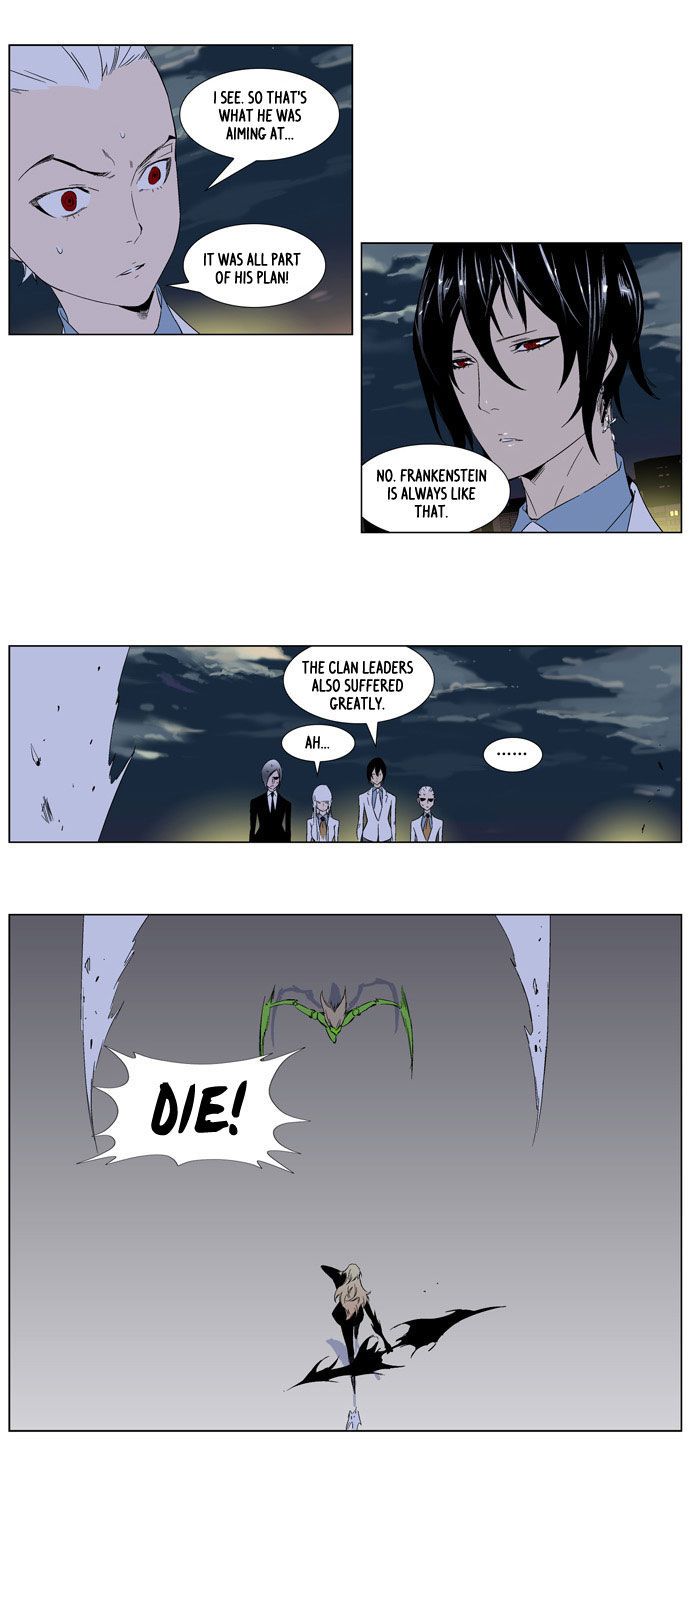 I SEE. SO THAT'S
WHAT HE WAS
AIMING AT...
IT WAS ALL PART
OF HIS PLAN!
NO. FRANKENSTEIN
IS ALWAYS LIKE
THAT.
THE CLAN LEADERS
ALSO SUFFERED
GREATLY.
AH...
......
DIE!